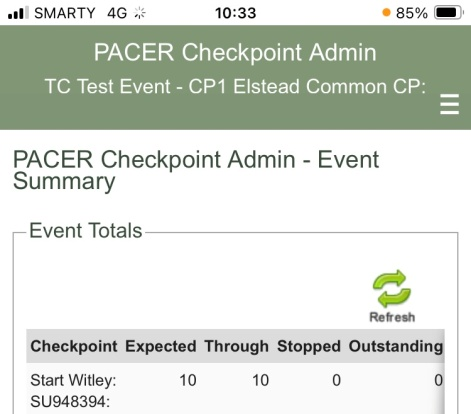 SMARTY 4G 10:33 85%
PACER Checkpoint Admin
TC Test Event - CP1 Elstead Common CP:
PACER Checkpoint Admin - Event
Summary
Event Totals
Refresh
Checkpoint Expected Through Stopped Outstanding
Start Witley: 10 10 0 0
SU948394: